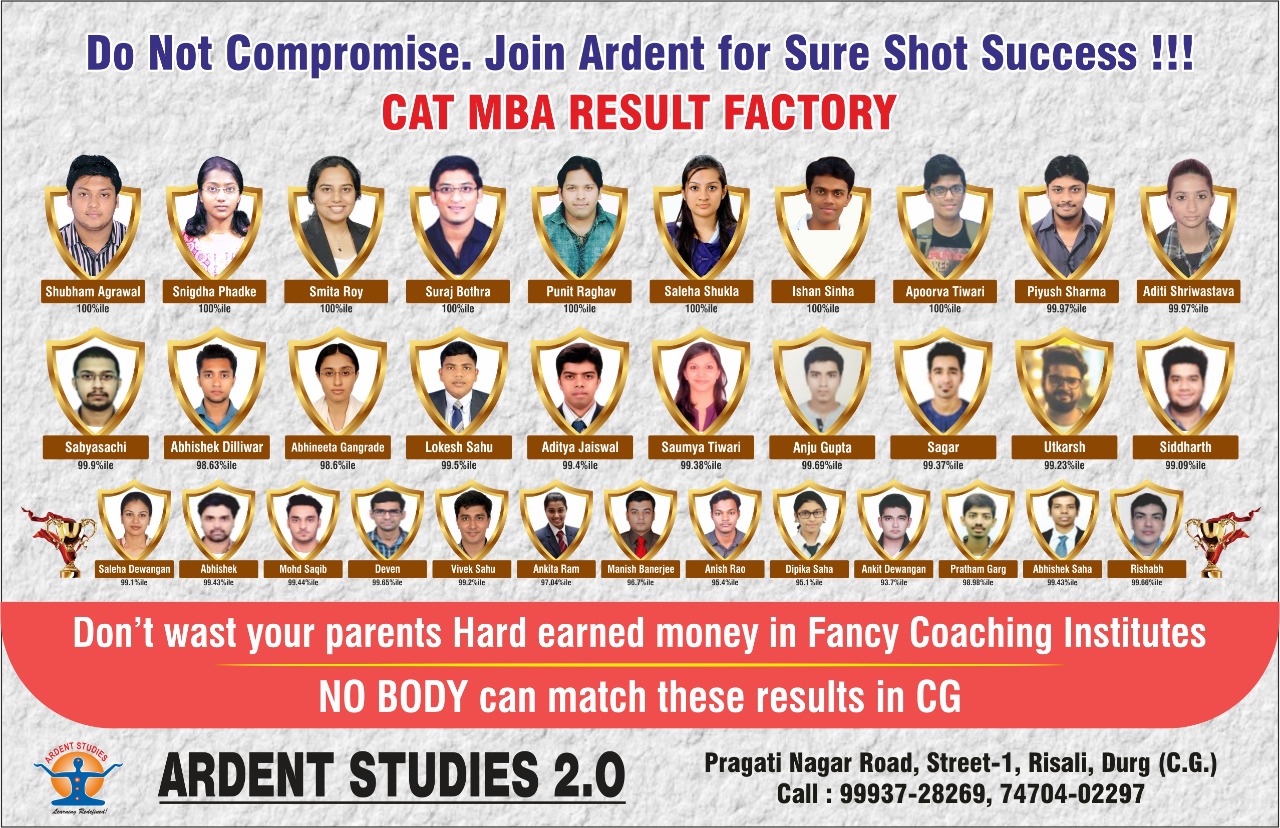 Do Not Compromise. Join Ardent for Sure Shot Success !!!
CAT MBA RESULT FACTORY
Shubham Agrawal Snigdha Phadke Smita Roy Suraj Bothra Punit Raghav Saleha Shukla Ishan Sinha Apoorva Tiwari Piyush Sharma Aditi Shriwastava
100%ile 100%ile 100%ile 100%ile 100%ile 100%ile 100%ile 100%ile 99.97%ile 99.97%ile
Sabyasachi Abhishek Dilliwar Abhineeta Gangrade Lokesh Sahu Aditya Jaiswal Saumya Tiwari Anju Gupta Sagar Utkarsh Siddharth
99.9%ile 98.63%ile 98.6%ile 99.5%ile 99.4%ile 99.38%ile 99.69%ile 99.37%ile 99.23%ile 99.09%ile
Saleha Dewangan Abhishek Mohd Saqib Deven Vivek Sahu Ankita Ram Manish Banerjee Anish Rao Dipika Saha Ankit Dewangan Pratham Garg Abhishek Saha Rishabh
99.1%ile 99.43%ile 99.44%ile 99.65%ile 99.2%ile 97.04%ile 96.7%ile 95.4%ile 95.1%ile 93.7%ile 98.98%ile 99.43%ile 99.66%ile
Don't wast your parents Hard earned money in Fancy Coaching Institutes
NO BODY can match these results in CG
ARDENT STUDIES
Learning Redefined!
ARDENT STUDIES 2.0
Pragati Nagar Road, Street-1, Risali, Durg (C.G.)
Call : 99937-28269, 74704-02297